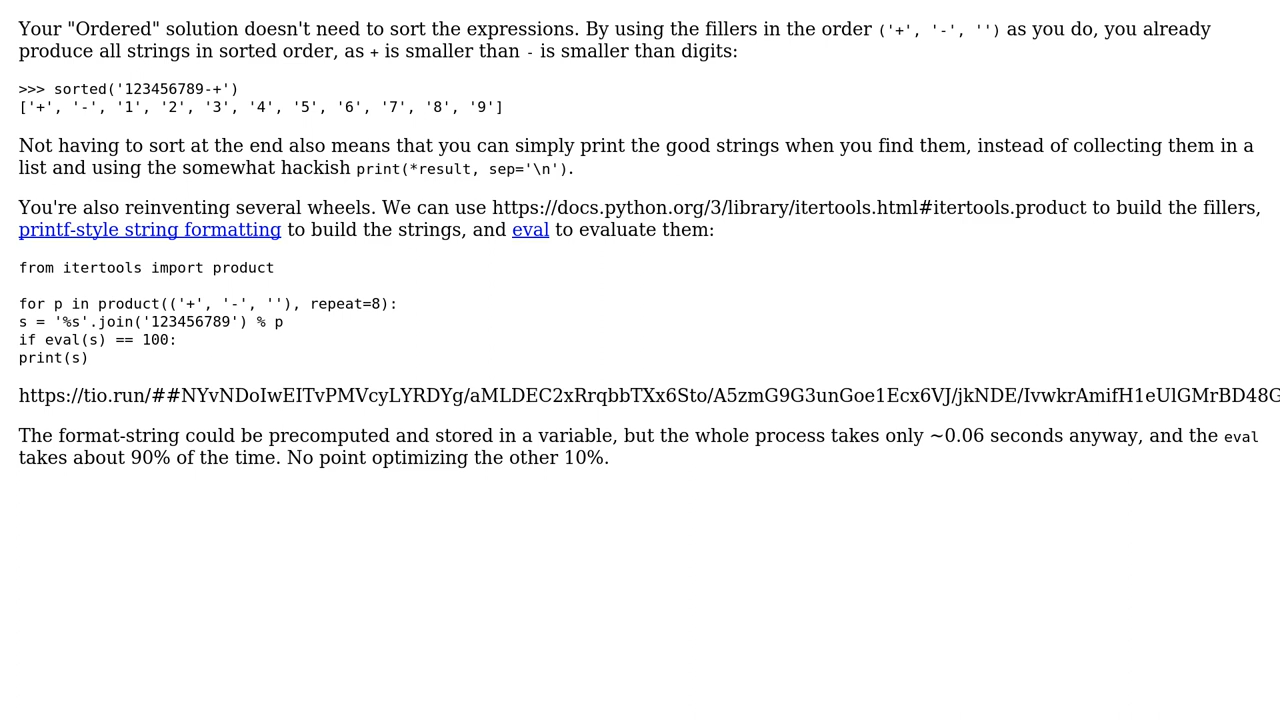 Your "Ordered" solution doesn't need to sort the expressions. By using the fillers in the order ('+', '-', '') as you do, you already
produce all strings in sorted order, as + is smaller than - is smaller than digits:
>>> sorted('123456789-+')
['+', '-', '1', '2', '3', '4', '5', '6', '7', '8', '9']
Not having to sort at the end also means that you can simply print the good strings when you find them, instead of collecting them in a
list and using the somewhat hackish print(*result, sep='\n').
You're also reinventing several wheels. We can use https://docs.python.org/3/library/itertools.html#itertools.product to build the fillers,
printf-style string formatting to build the strings, and eval to evaluate them:
from itertools import product
for p in product(('+', '-', ''), repeat=8):
s = '%s'.join('123456789') % p
if eval(s) == 100:
print(s)
https://tio.run/##NYvNDoIwEITvPMVcyLYRDYg/aMLDEC2xRrqbbTXx6Sto/A5zmG9G3unGoe1Ecx6VJ/jkNDE/IvwkrAmifH1eUlGMrBD48G
The format-string could be precomputed and stored in a variable, but the whole process takes only ~0.06 seconds anyway, and the eval
takes about 90% of the time. No point optimizing the other 10%.